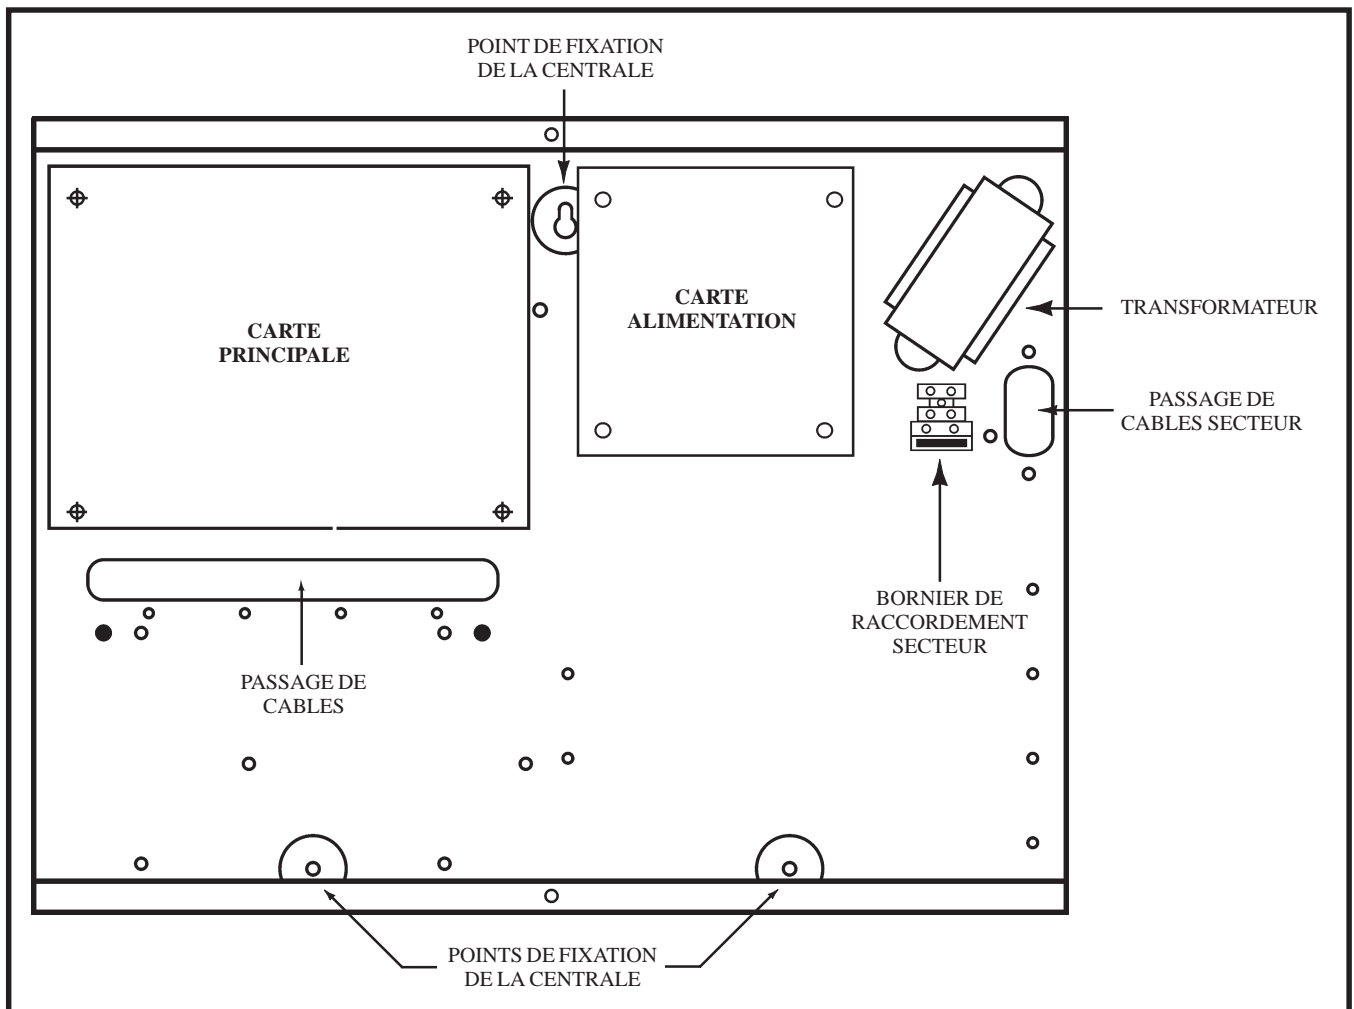 POINT DE FIXATION
DE LA CENTRALE
CARTE
PRINCIPALE
CARTE
ALIMENTATION
TRANSFORMATEUR
PASSAGE DE
CABLES SECTEUR
BORNIER DE
RACCORDEMENT
SECTEUR
PASSAGE DE
CABLES
POINTS DE FIXATION
DE LA CENTRALE